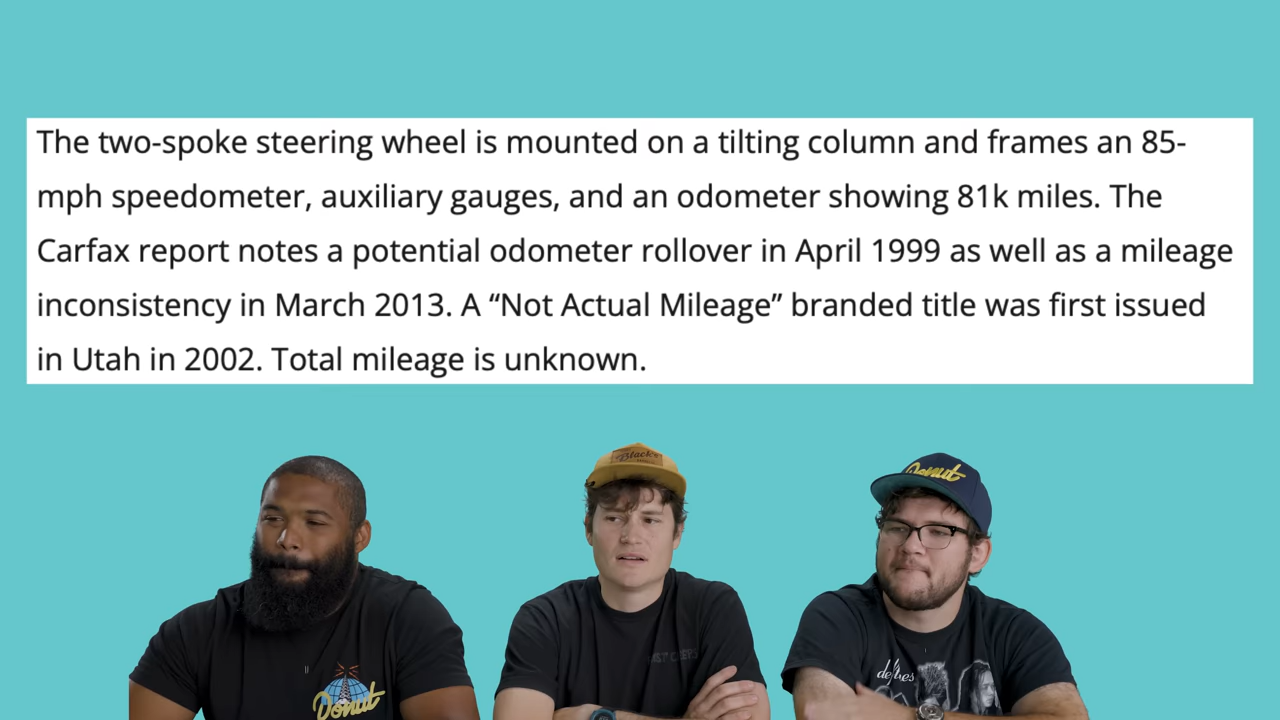 The two-spoke steering wheel is mounted on a tilting column and frames an 85-
mph speedometer, auxiliary gauges, and an odometer showing 81k miles. The
Carfax report notes a potential odometer rollover in April 1999 as well as a mileage
inconsistency in March 2013. A “Not Actual Mileage” branded title was first issued
in Utah in 2002. Total mileage is unknown.
Black
Donut
Donut